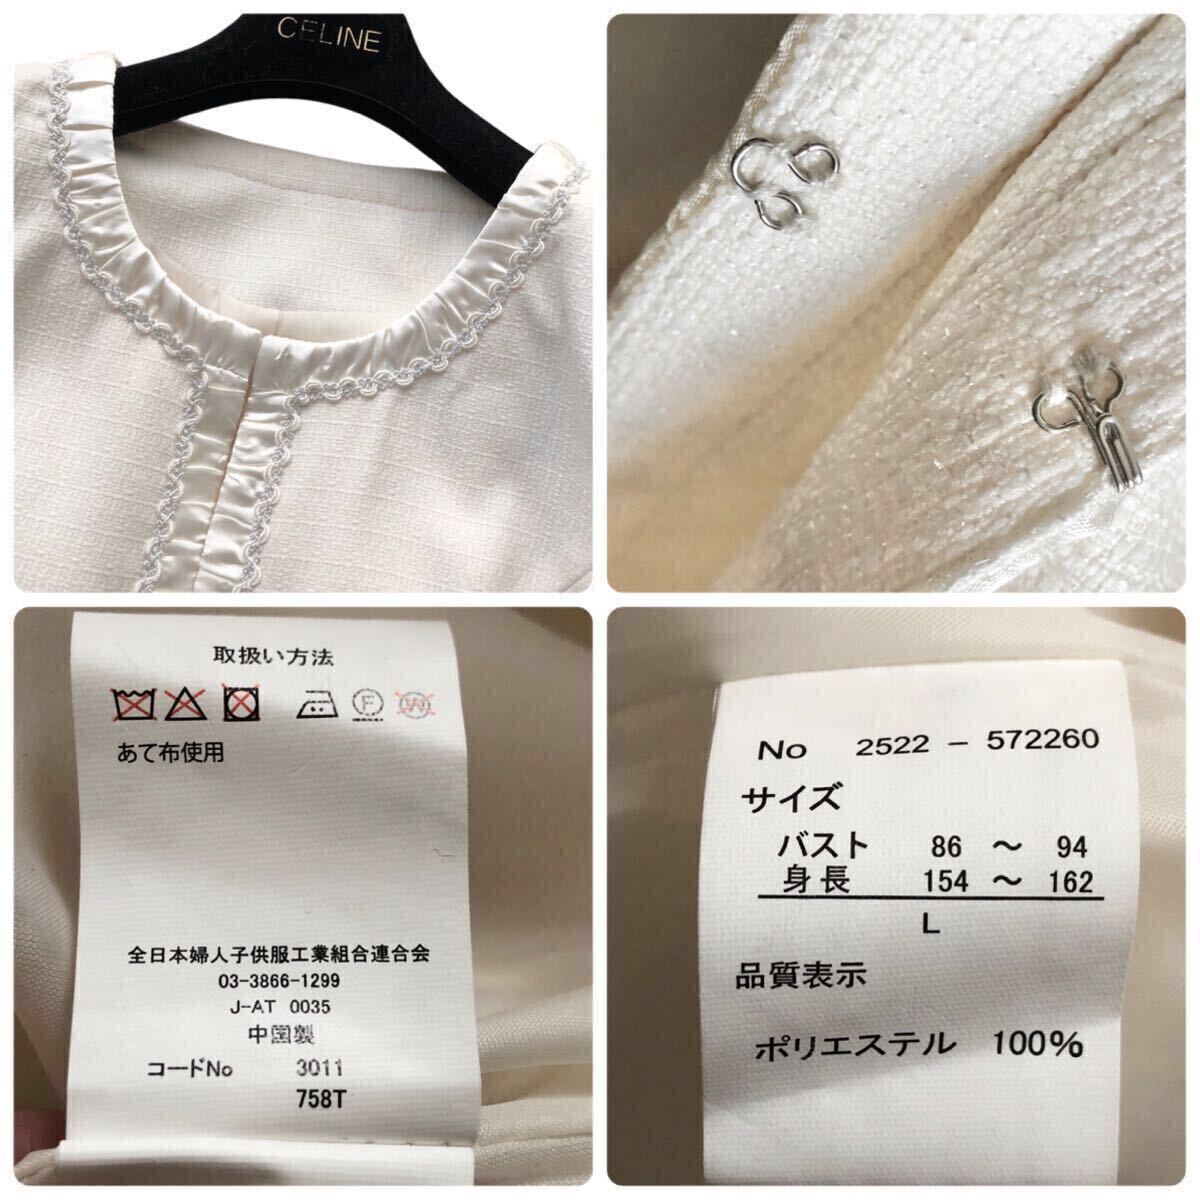 CELINE
取扱い方法
あて布使用
全日本婦人子供服工業組合連合会
03-3866-1299
J-AT 0035
中国製
コードNo 3011
758T
No 2522 - 572260
サイズ
バスト 86 ～ 94
身長 154 ～ 162
L
品質表示
ポリエステル 100%